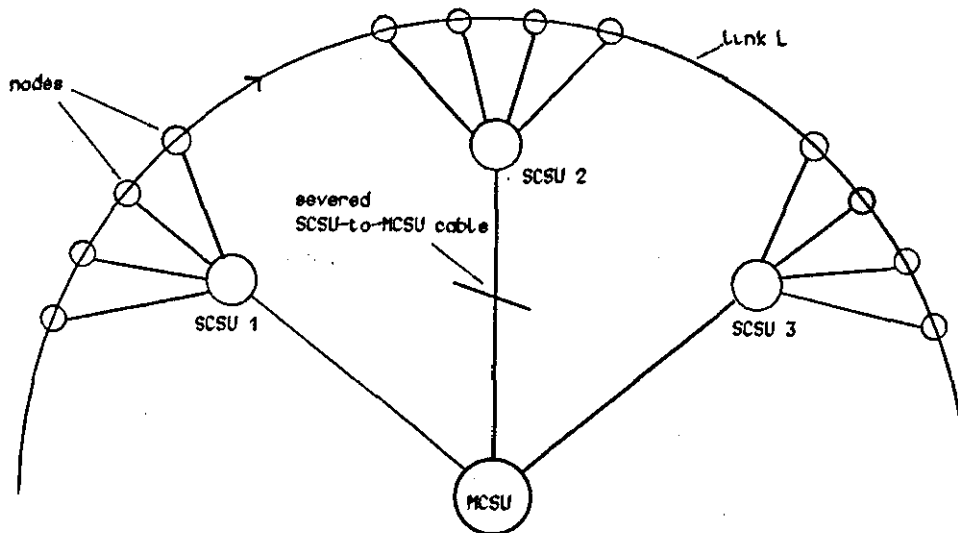 link L
nodes
SCSU 2
severed
SCSU-to-MCSU cable
SCSU 1
SCSU 3
MCSU